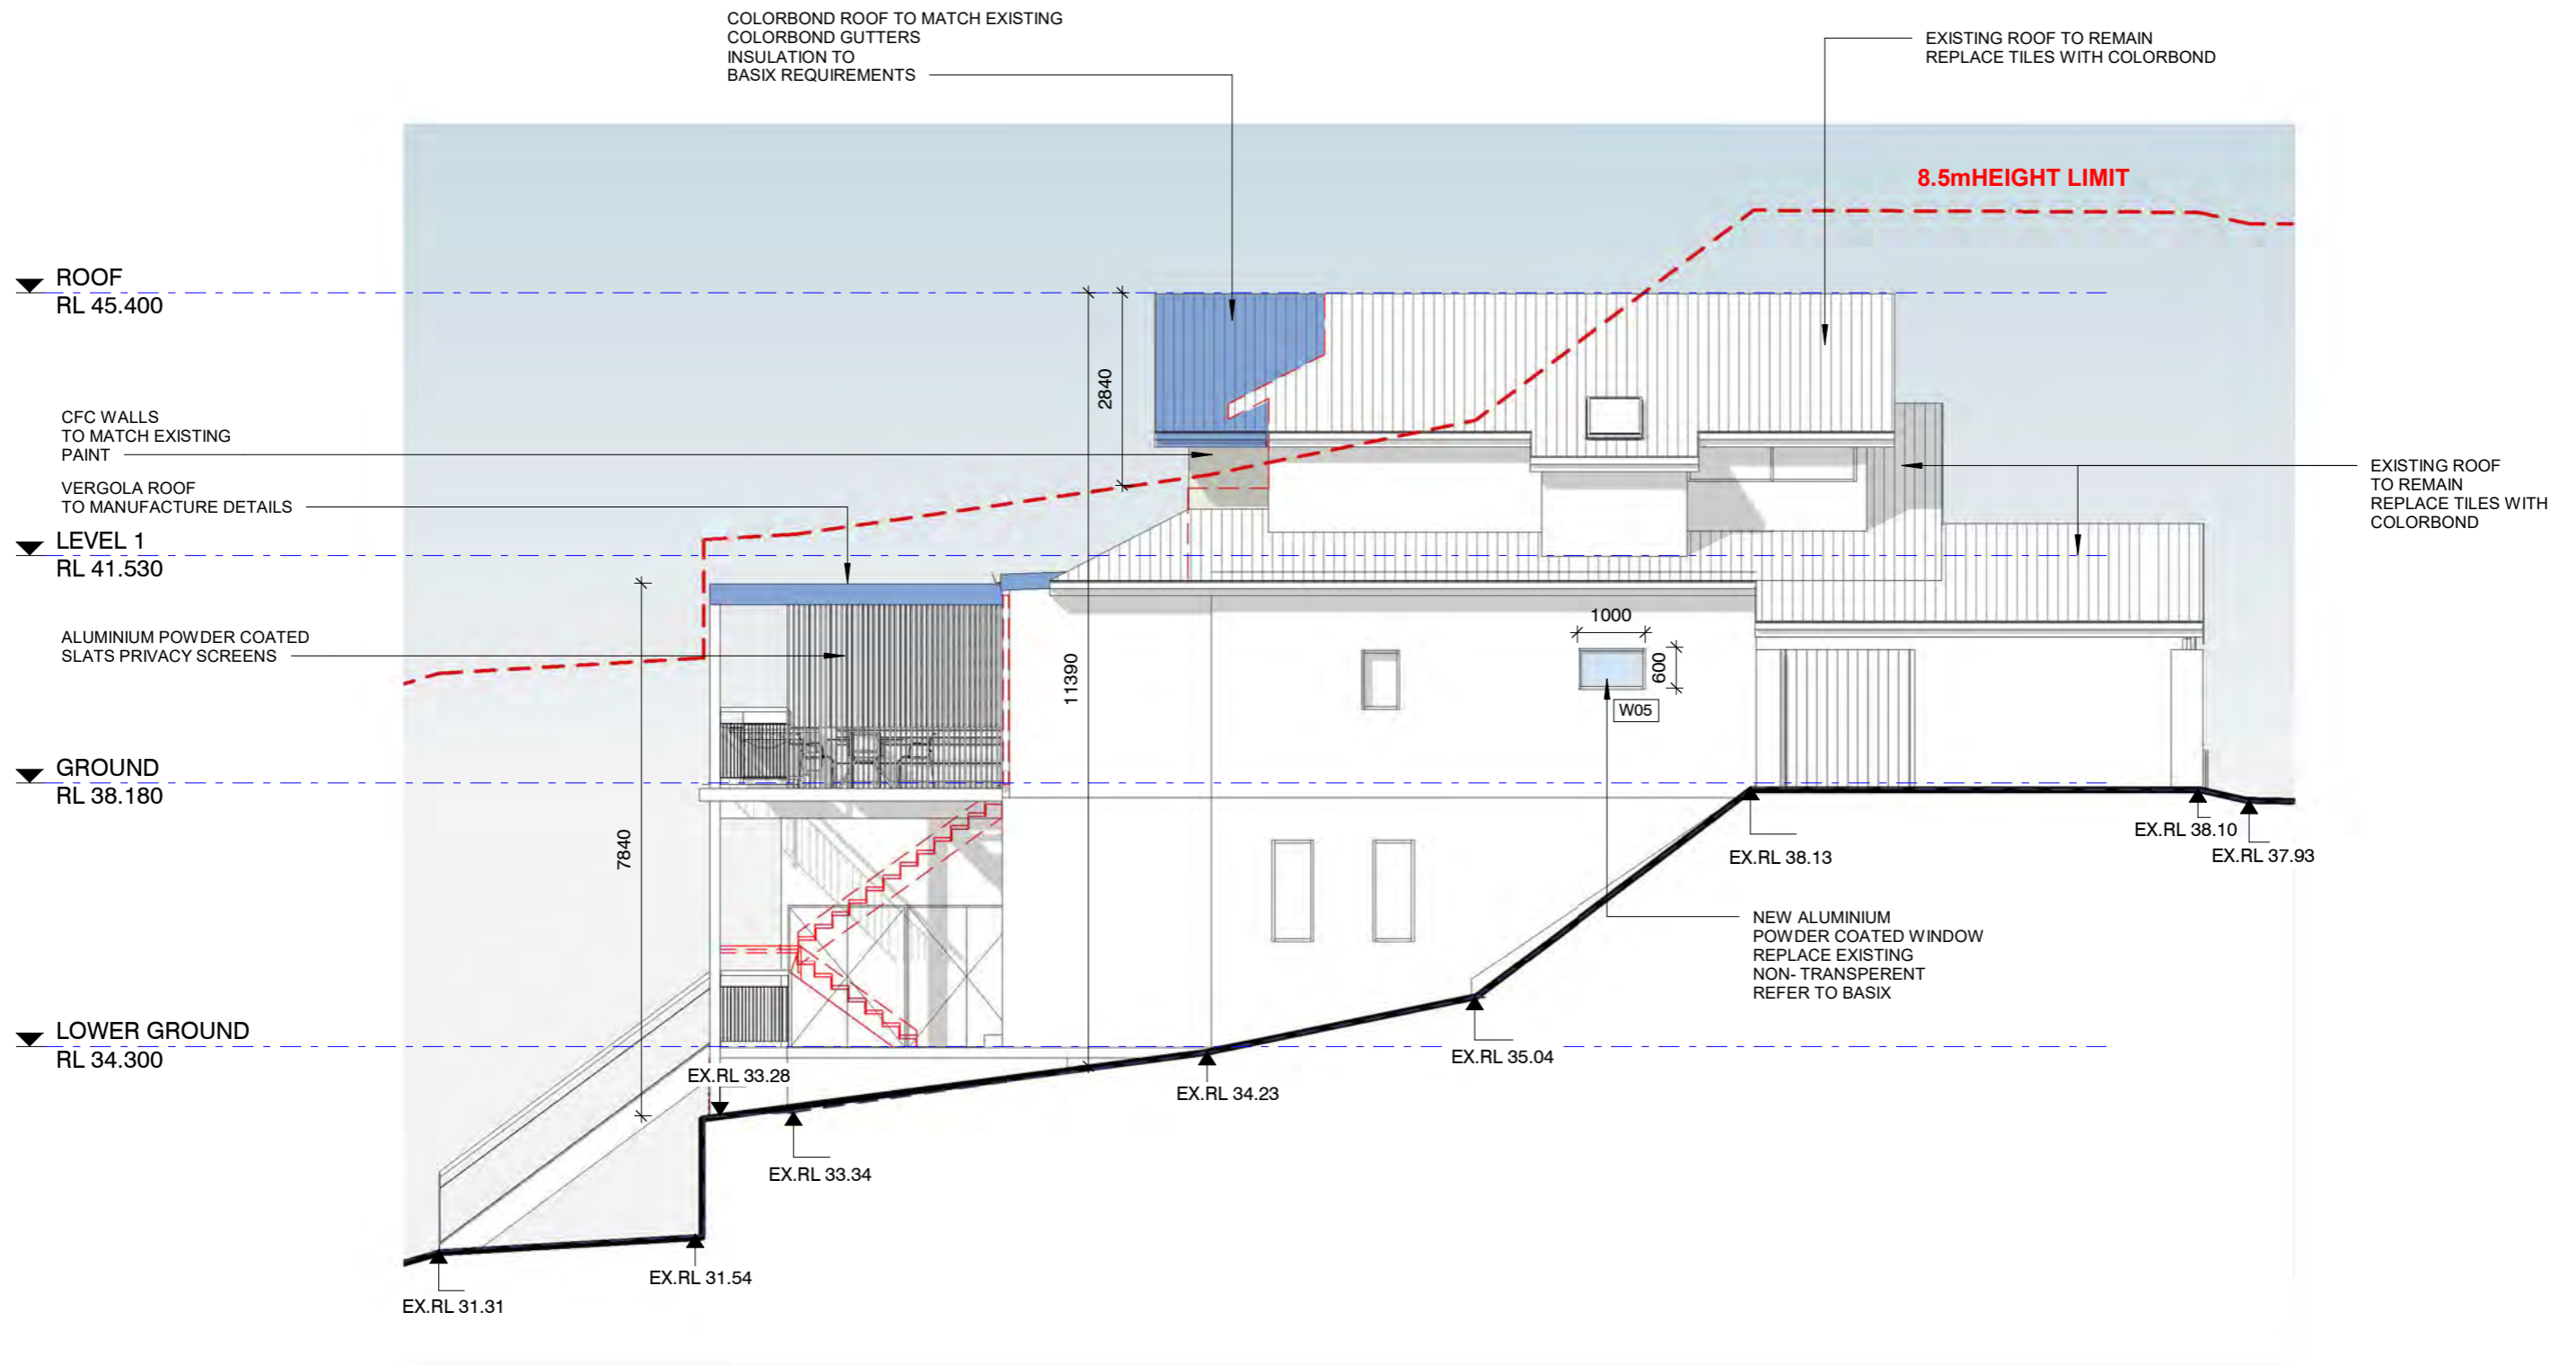 COLORBOND ROOF TO MATCH EXISTING
COLORBOND GUTTERS
INSULATION TO
BASIX REQUIREMENTS
EXISTING ROOF TO REMAIN
REPLACE TILES WITH COLORBOND
8.5mHEIGHT LIMIT
ROOF
RL 45.400
2840
CFC WALLS
TO MATCH EXISTING
PAINT
VERGOLA ROOF
TO MANUFACTURE DETAILS
EXISTING ROOF
TO REMAIN
REPLACE TILES WITH
COLORBOND
LEVEL 1
RL 41.530
ALUMINIUM POWDER COATED
SLATS PRIVACY SCREENS
1000
600
W05
11390
GROUND
RL 38.180
7840
EX.RL 38.13
EX.RL 38.10
EX.RL 37.93
NEW ALUMINIUM
POWDER COATED WINDOW
REPLACE EXISTING
NON- TRANSPERENT
REFER TO BASIX
LOWER GROUND
RL 34.300
EX.RL 33.28
EX.RL 35.04
EX.RL 34.23
EX.RL 33.34
EX.RL 31.54
EX.RL 31.31